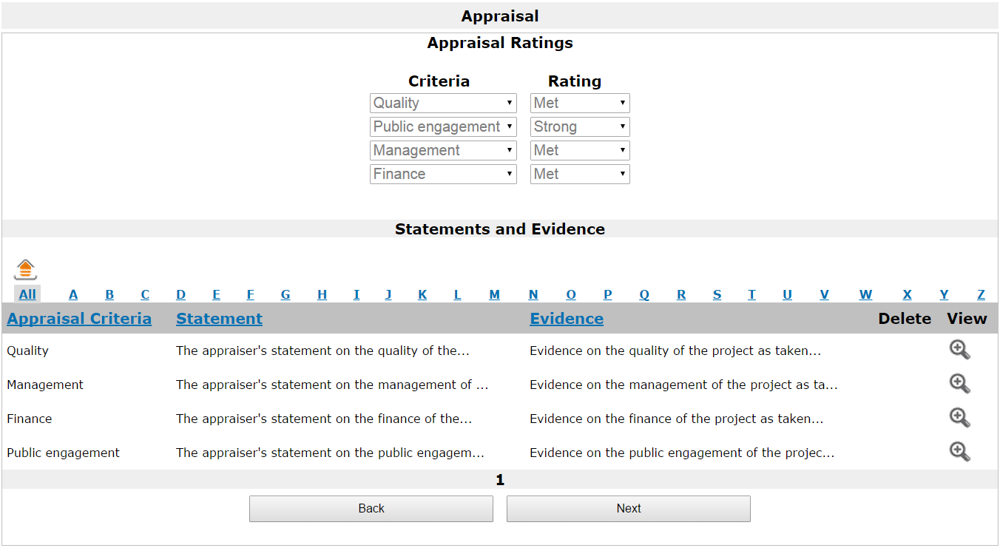 Appraisal
Appraisal Ratings
Criteria Rating
Quality Met
Public engagement Strong
Management Met
Finance Met
Statements and Evidence
All A B C D E F G H I J K L M N O P Q R S T U V W X Y Z
Appraisal Criteria Statement Evidence Delete View
Quality The appraiser's statement on the quality of the... Evidence on the quality of the project as taken...
Management The appraiser's statement on the management of ... Evidence on the management of the project as ta...
Finance The appraiser's statement on the finance of the... Evidence on the finance of the project as taken...
Public engagement The appraiser's statement on the public engagem... Evidence on the public engagement of the projec...
1
Back Next